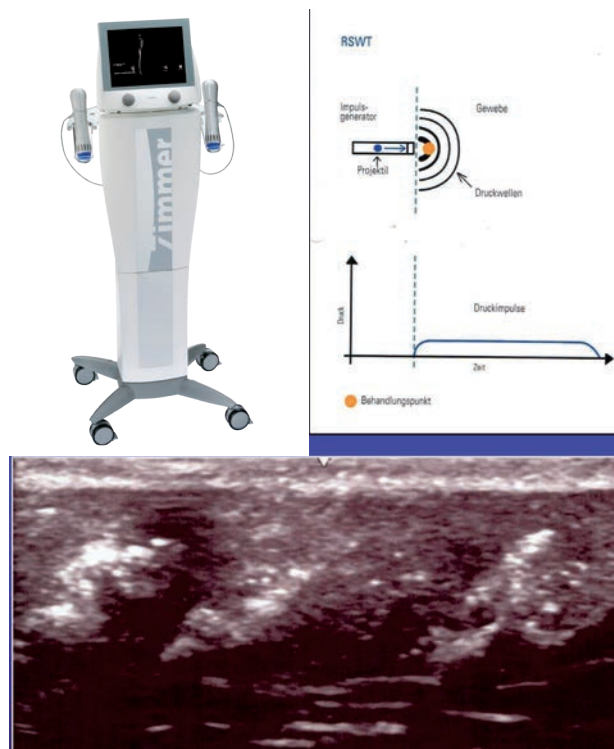 zimmer
RSWT
Impuls-
generator
Gewebe
Projektil
Druckwellen
Druck
Druckimpulse
Zeit
Behandlungspunkt